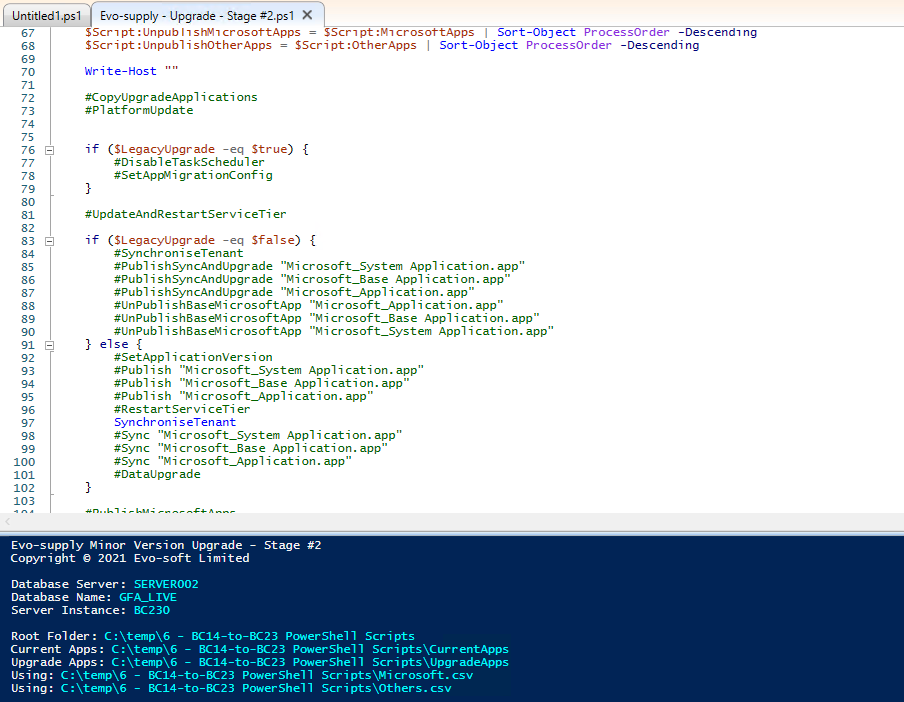 Untitled1.ps1 Evo-supply - Upgrade - Stage #2.ps1 X
67 $Script:UnpublishMicrosoftApps = $Script:MicrosoftApps | Sort-Object ProcessOrder -Descending
68 $Script:UnpublishOtherApps = $Script:OtherApps | Sort-Object ProcessOrder -Descending
69
70 Write-Host ""
71
72 #CopyUpgradeApplications
73 #PlatformUpdate
74
75
76 if ($LegacyUpgrade -eq $true) {
77 #DisableTaskScheduler
78 #SetAppMigrationConfig
79 }
80
81 #UpdateAndRestartServiceTier
82
83 if ($LegacyUpgrade -eq $false) {
84 #SynchroniseTenant
85 #PublishSyncAndUpgrade "Microsoft_System Application.app"
86 #PublishSyncAndUpgrade "Microsoft_Base Application.app"
87 #PublishSyncAndUpgrade "Microsoft_Application.app"
88 #UnPublishBaseMicrosoftApp "Microsoft_Application.app"
89 #UnPublishBaseMicrosoftApp "Microsoft_Base Application.app"
90 #UnPublishBaseMicrosoftApp "Microsoft_System Application.app"
91 } else {
92 #SetApplicationVersion
93 #Publish "Microsoft_System Application.app"
94 #Publish "Microsoft_Base Application.app"
95 #Publish "Microsoft_Application.app"
96 #RestartServiceTier
97 SynchroniseTenant
98 #Sync "Microsoft_System Application.app"
99 #Sync "Microsoft_Base Application.app"
100 #Sync "Microsoft_Application.app"
101 #DataUpgrade
102 }
103
104 #PublishMicrosoftApps
Evo-supply Minor Version Upgrade - Stage #2
Copyright © 2021 Evo-soft Limited
Database Server: SERVER002
Database Name: GFA_LIVE
Server Instance: BC230
Root Folder: C:\temp\6 - BC14-to-BC23 PowerShell Scripts
Current Apps: C:\temp\6 - BC14-to-BC23 PowerShell Scripts\CurrentApps
Upgrade Apps: C:\temp\6 - BC14-to-BC23 PowerShell Scripts\UpgradeApps
Using: C:\temp\6 - BC14-to-BC23 PowerShell Scripts\Microsoft.csv
Using: C:\temp\6 - BC14-to-BC23 PowerShell Scripts\Others.csv